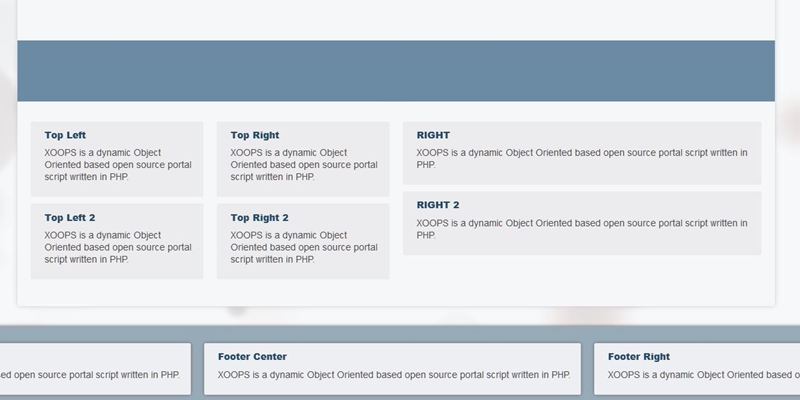 Top Left
XOOPS is a dynamic Object
Oriented based open source portal
script written in PHP.
Top Right
XOOPS is a dynamic Object
Oriented based open source portal
script written in PHP.
RIGHT
XOOPS is a dynamic Object Oriented based open source portal script written in
PHP.
Top Left 2
XOOPS is a dynamic Object
Oriented based open source portal
script written in PHP.
Top Right 2
XOOPS is a dynamic Object
Oriented based open source portal
script written in PHP.
RIGHT 2
XOOPS is a dynamic Object Oriented based open source portal script written in
PHP.
open source portal script written in PHP.
Footer Center
XOOPS is a dynamic Object Oriented based open source portal script written in PHP.
Footer Right
XOOPS is a dynamic Object Oriented based